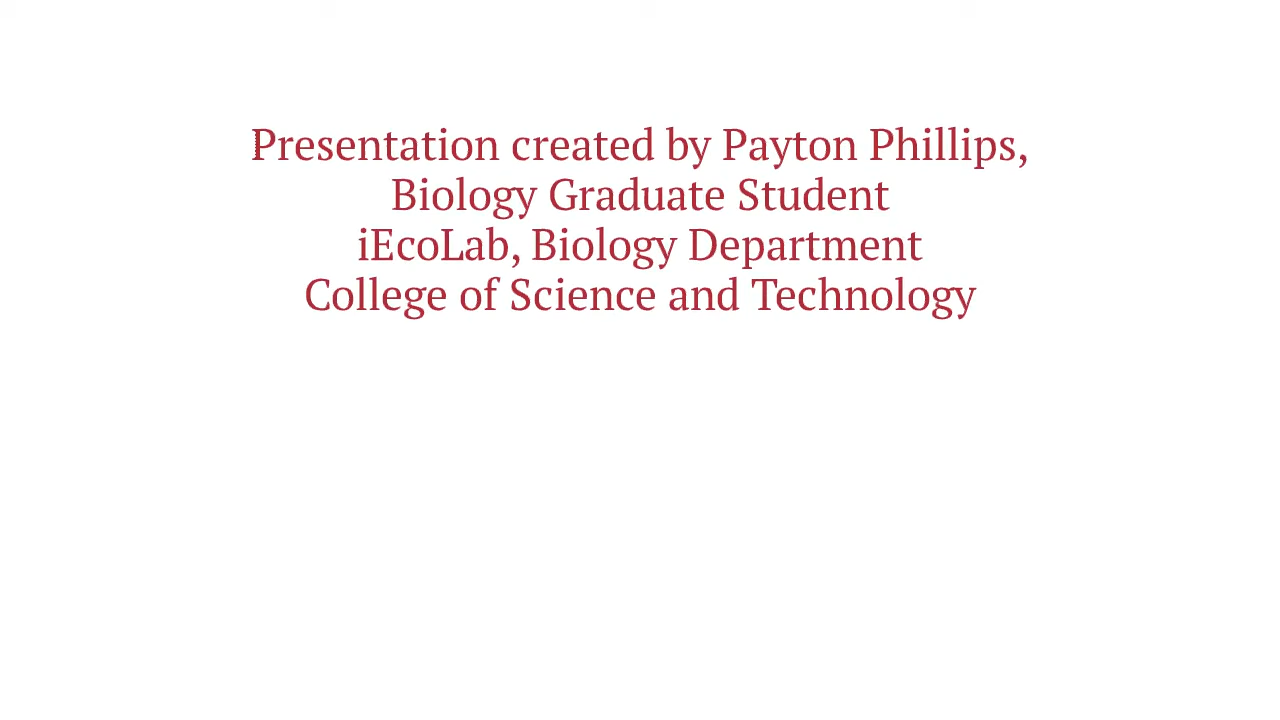 Presentation created by Payton Phillips,
Biology Graduate Student
iEcoLab, Biology Department
College of Science and Technology